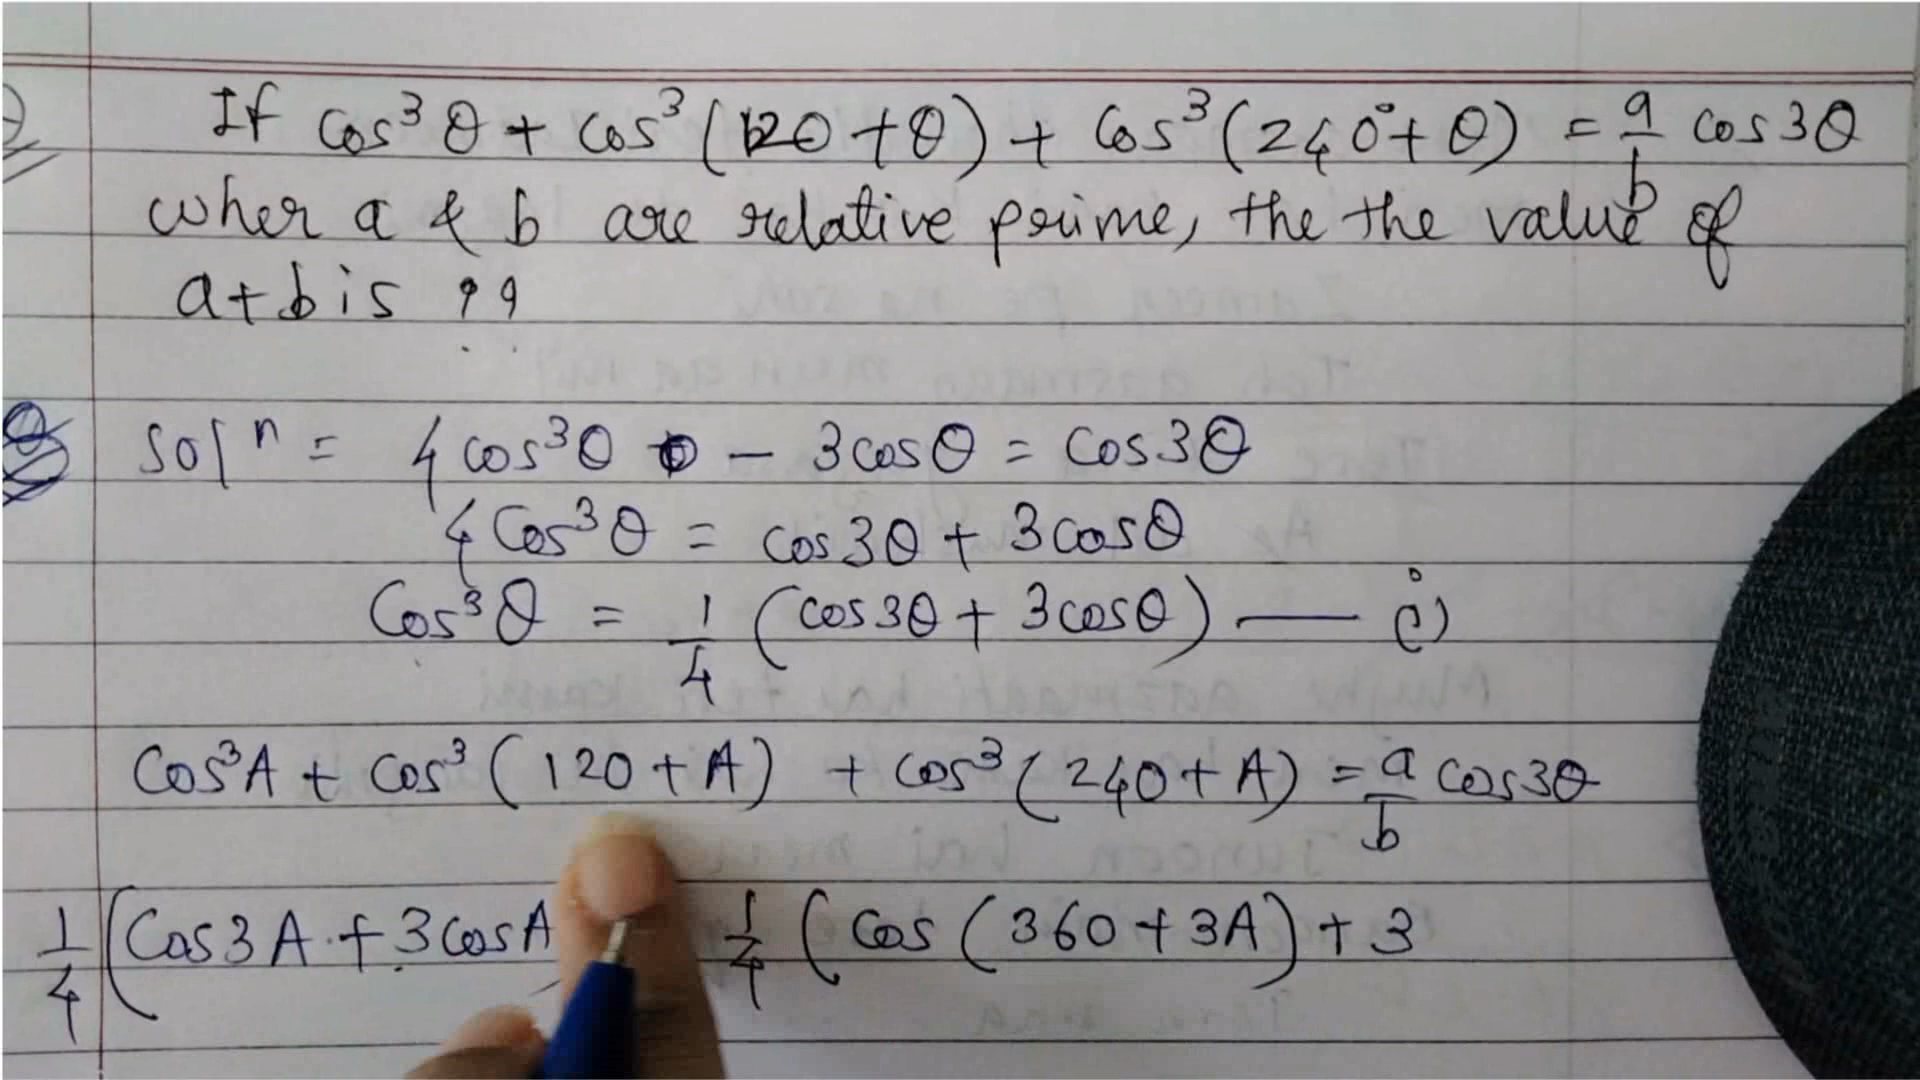 If cos³θ + cos³(120+θ) + cos³(240°+θ) = a/b cos3θ
wher a & b are relative prime, the the value of
a+b is ??
Solⁿ = 4cos³θ - 3cosθ = cos3θ
4cos³θ = cos3θ + 3cosθ
Cos³θ = 1/4 (cos3θ + 3cosθ) — i)
Cos³A + cos³(120+A) + cos³(240+A) = a/b cos3θ
1/4 (Cos3A + 3cosA 1/4 (cos(360+3A) + 3